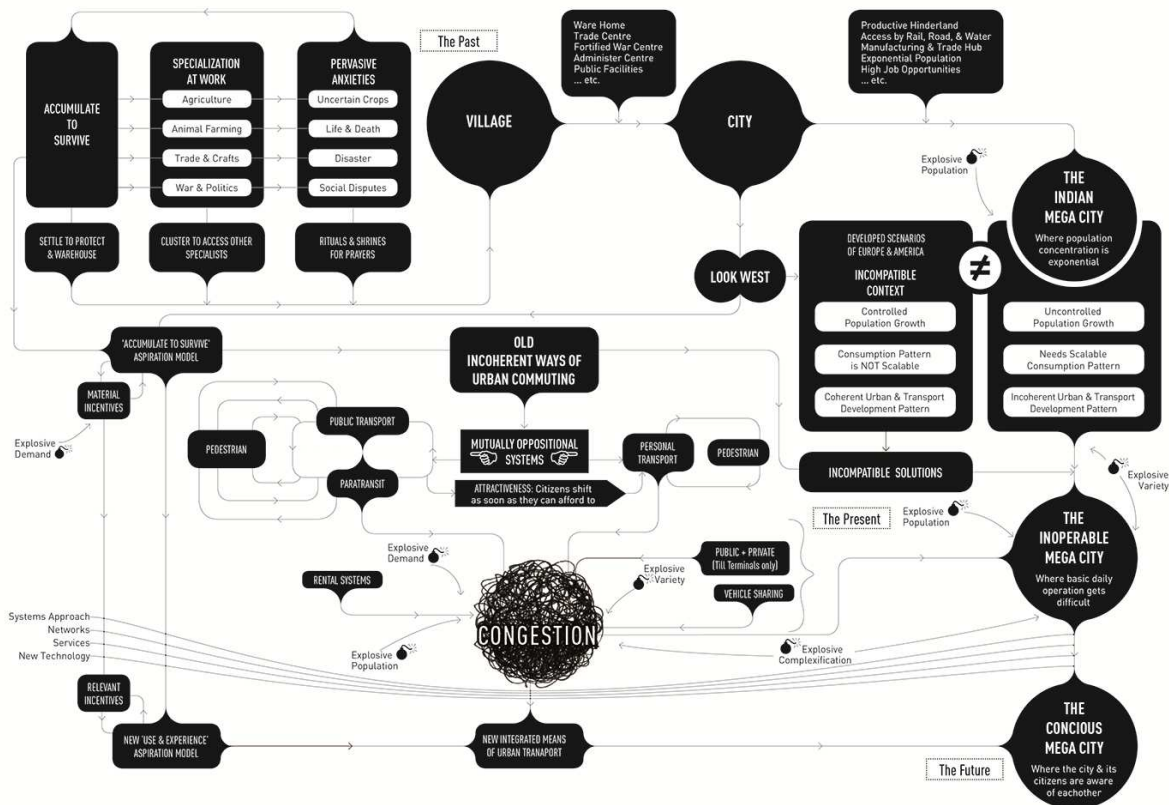 The Past
ACCUMULATE
TO
SURVIVE
SPECIALIZATION
AT WORK
Agriculture
Animal Farming
Trade & Crafts
War & Politics
PERVASIVE
ANXIETIES
Uncertain Crops
Life & Death
Disaster
Social Disputes
SETTLE TO PROTECT
& WAREHOUSE
CLUSTER TO ACCESS OTHER
SPECIALISTS
RITUALS & SHRINES
FOR PRAYERS
VILLAGE
Ware Home
Trade Centre
Fortified War Centre
Administer Centre
Public Facilities
... etc.
CITY
Productive Hinderland
Access by Rail, Road, & Water
Manufacturing & Trade Hub
Exponential Population
High Job Opportunities
... etc.
Explosive
Population
THE
INDIAN
MEGA CITY
Where population
concentration is
exponential
LOOK WEST
DEVELOPED SCENARIOS
OF EUROPE & AMERICA
INCOMPATIBLE
CONTEXT
Controlled
Population Growth
Consumption Pattern
is NOT Scalable
Coherent Urban & Transport
Development Pattern
≠
Uncontrolled
Population Growth
Needs Scalable
Consumption Pattern
Incoherent Urban & Transport
Development Pattern
'ACCUMULATE TO SURVIVE'
ASPIRATION MODEL
MATERIAL
INCENTIVES
Explosive
Demand
OLD
INCOHERENT WAYS OF
URBAN COMMUTING
PUBLIC TRANSPORT
PEDESTRIAN
PARATRANSIT
MUTUALLY OPPOSITIONAL
SYSTEMS
ATTRACTIVENESS: Citizens shift
as soon as they can afford to
PERSONAL
TRANSPORT
PEDESTRIAN
INCOMPATIBLE SOLUTIONS
Explosive
Variety
The Present
Explosive
Population
THE
INOPERABLE
MEGA CITY
Where basic daily
operation gets
difficult
Explosive
Demand
RENTAL SYSTEMS
PUBLIC + PRIVATE
(Till Terminals only)
Explosive
Variety
VEHICLE SHARING
CONGESTION
Explosive
Population
Explosive
Complexification
Systems Approach
Networks
Services
New Technology
RELEVANT
INCENTIVES
NEW 'USE & EXPERIENCE'
ASPIRATION MODEL
NEW INTEGRATED MEANS
OF URBAN TRANAPORT
The Future
THE
CONCIOUS
MEGA CITY
Where the city & its
citizens are aware
of eachother